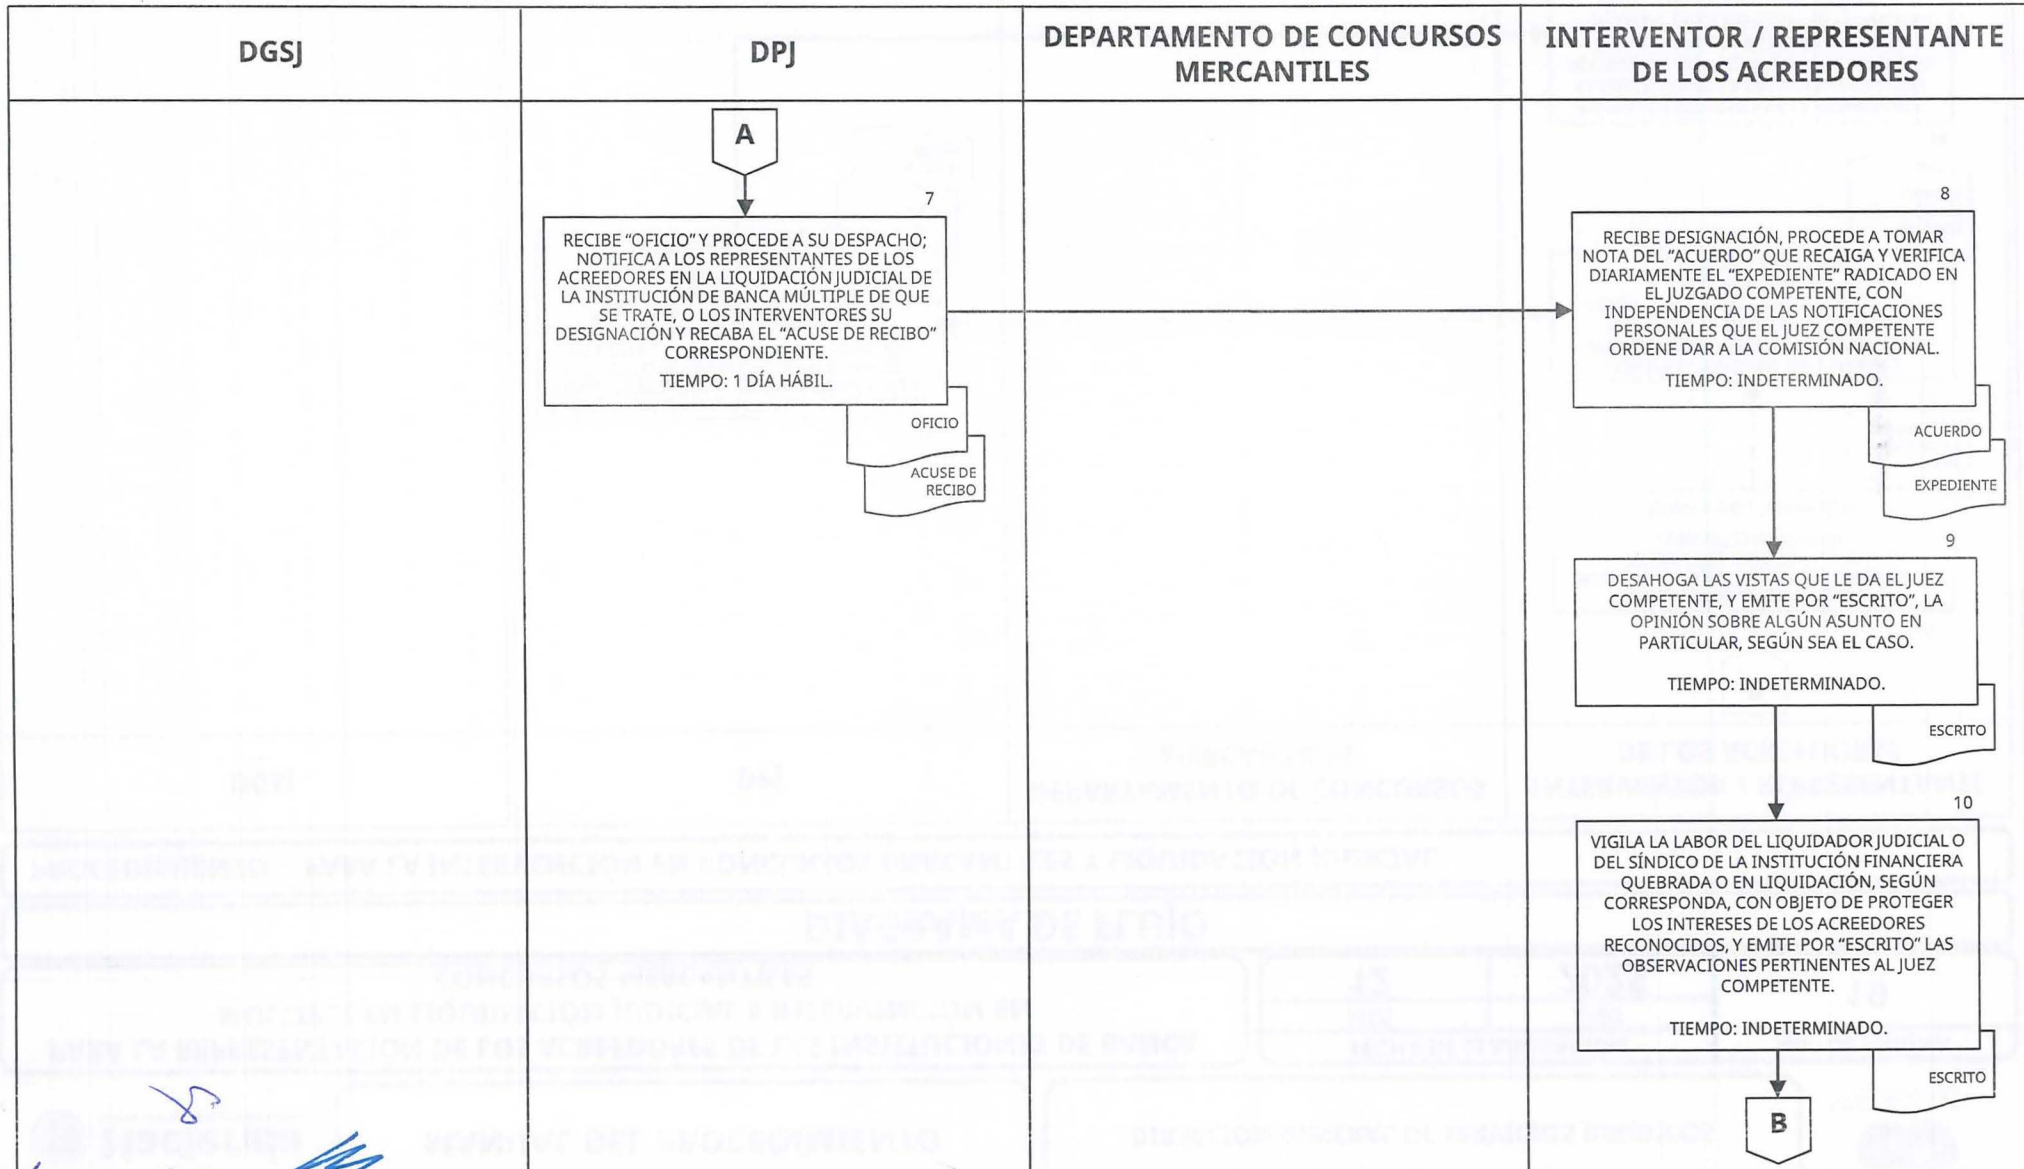 DGSJ
DPJ
DEPARTAMENTO DE CONCURSOS
MERCANTILES
INTERVENTOR / REPRESENTANTE
DE LOS ACREEDORES
A
7
RECIBE “OFICIO” Y PROCEDE A SU DESPACHO;
NOTIFICA A LOS REPRESENTANTES DE LOS
ACREEDORES EN LA LIQUIDACIÓN JUDICIAL DE
LA INSTITUCIÓN DE BANCA MÚLTIPLE DE QUE
SE TRATE, O LOS INTERVENTORES SU
DESIGNACIÓN Y RECABA EL “ACUSE DE RECIBO”
CORRESPONDIENTE.
TIEMPO: 1 DÍA HÁBIL.
OFICIO
ACUSE DE
RECIBO
8
RECIBE DESIGNACIÓN, PROCEDE A TOMAR
NOTA DEL “ACUERDO” QUE RECAIGA Y VERIFICA
DIARIAMENTE EL “EXPEDIENTE” RADICADO EN
EL JUZGADO COMPETENTE, CON
INDEPENDENCIA DE LAS NOTIFICACIONES
PERSONALES QUE EL JUEZ COMPETENTE
ORDENE DAR A LA COMISIÓN NACIONAL.
TIEMPO: INDETERMINADO.
ACUERDO
EXPEDIENTE
9
DESAHOGA LAS VISTAS QUE LE DA EL JUEZ
COMPETENTE, Y EMITE POR “ESCRITO”, LA
OPINIÓN SOBRE ALGÚN ASUNTO EN
PARTICULAR, SEGÚN SEA EL CASO.
TIEMPO: INDETERMINADO.
ESCRITO
10
VIGILA LA LABOR DEL LIQUIDADOR JUDICIAL O
DEL SÍNDICO DE LA INSTITUCIÓN FINANCIERA
QUEBRADA O EN LIQUIDACIÓN, SEGÚN
CORRESPONDA, CON OBJETO DE PROTEGER
LOS INTERESES DE LOS ACREEDORES
RECONOCIDOS, Y EMITE POR “ESCRITO” LAS
OBSERVACIONES PERTINENTES AL JUEZ
COMPETENTE.
TIEMPO: INDETERMINADO.
ESCRITO
B